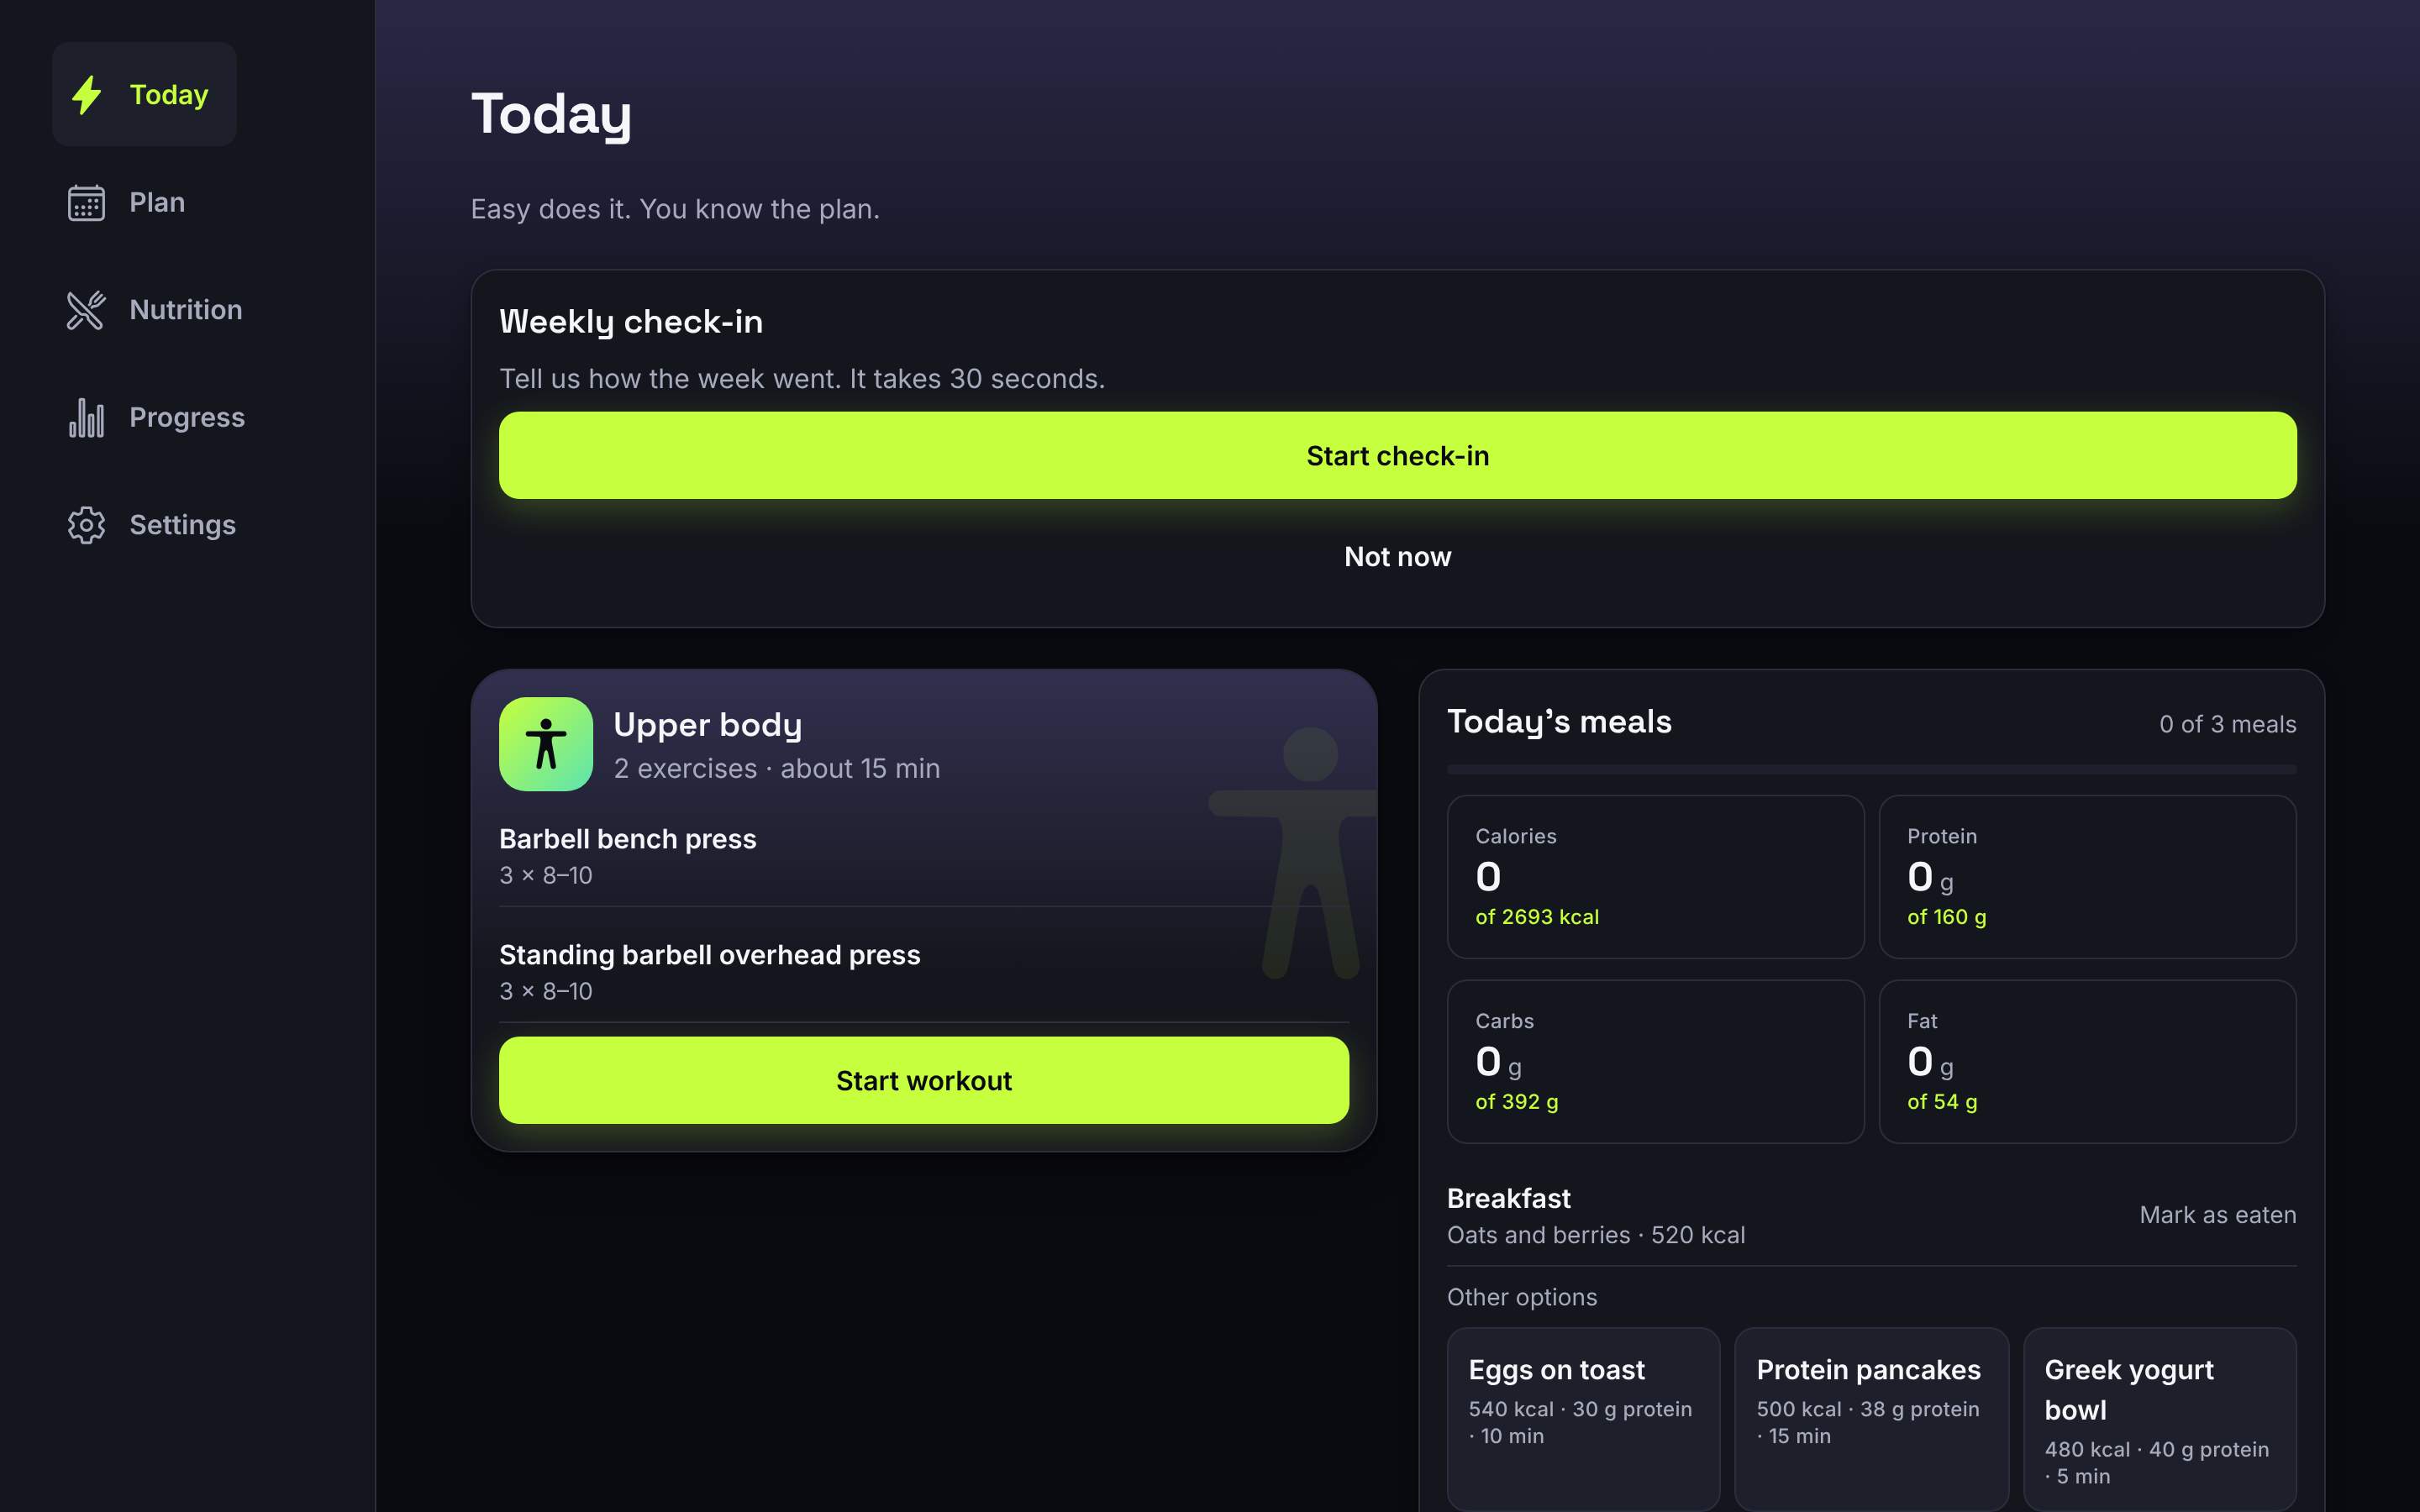 Today
Plan
Nutrition
Progress
Settings
Today
Easy does it. You know the plan.
Weekly check-in
Tell us how the week went. It takes 30 seconds.
Start check-in
Not now
Upper body
2 exercises · about 15 min
Barbell bench press
3 × 8–10
Standing barbell overhead press
3 × 8–10
Start workout
Today’s meals
0 of 3 meals
Calories
0
of 2693 kcal
Protein
0 g
of 160 g
Carbs
0 g
of 392 g
Fat
0 g
of 54 g
Breakfast
Oats and berries · 520 kcal
Mark as eaten
Other options
Eggs on toast
540 kcal · 30 g protein
· 10 min
Protein pancakes
500 kcal · 38 g protein
· 15 min
Greek yogurt
bowl
480 kcal · 40 g protein
· 5 min